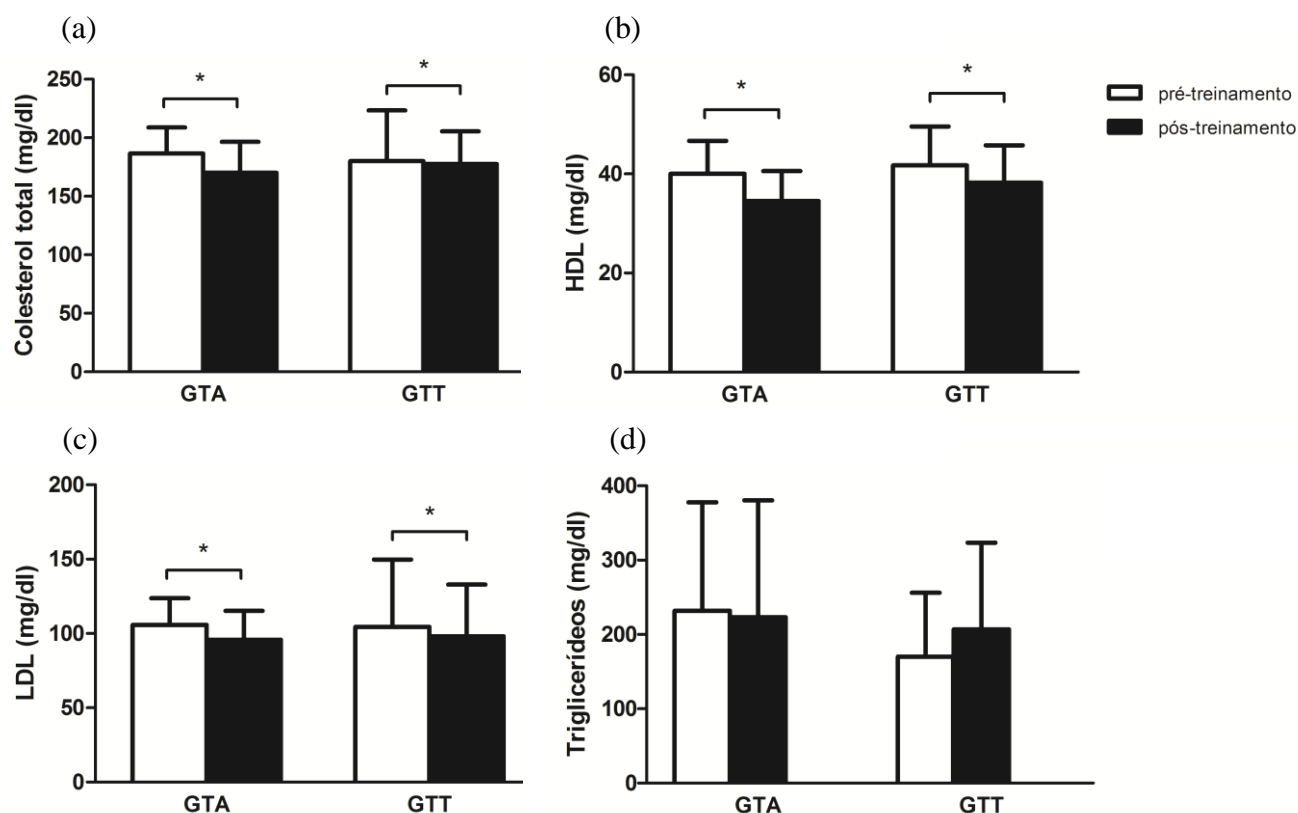 (a)
Colesterol total (mg/dl)
250
200
150
100
50
0
*
*
GTA
GTT
(b)
HDL (mg/dl)
60
40
20
0
*
*
GTA
GTT
pré-treinamento
pós-treinamento
(c)
LDL (mg/dl)
200
150
100
50
0
*
*
GTA
GTT
(d)
Triglicerídeos (mg/dl)
400
300
200
100
0
GTA
GTT